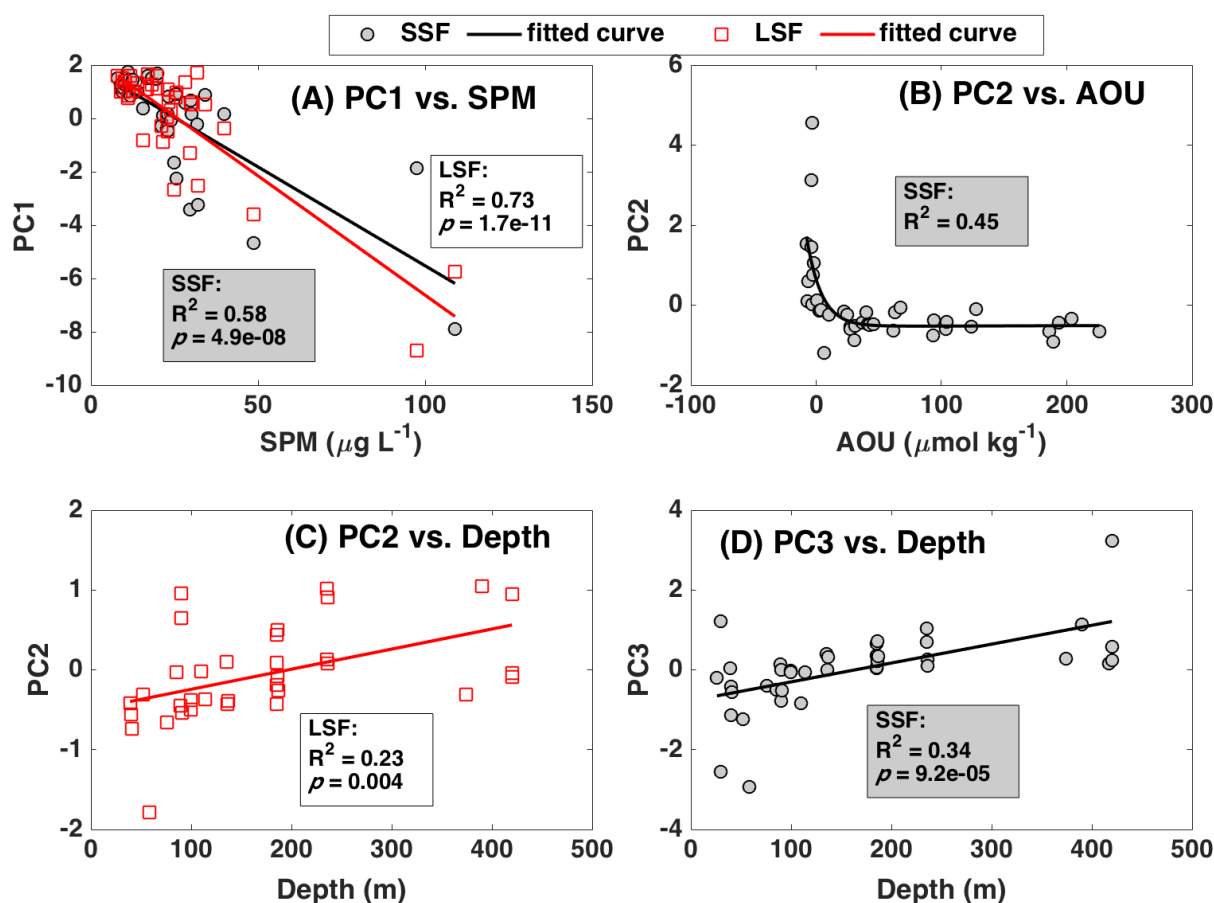 SSF fitted curve LSF fitted curve
(A) PC1 vs. SPM
PC1
2
0
-2
-4
-6
-8
-10
LSF:
R² = 0.73
p = 1.7e-11
SSF:
R² = 0.58
p = 4.9e-08
0 50 100 150
SPM (μg L⁻¹)
(B) PC2 vs. AOU
PC2
6
4
2
0
-2
SSF:
R² = 0.45
-100 0 100 200 300
AOU (μmol kg⁻¹)
(C) PC2 vs. Depth
PC2
2
1
0
-1
-2
LSF:
R² = 0.23
p = 0.004
0 100 200 300 400 500
Depth (m)
(D) PC3 vs. Depth
PC3
4
2
0
-2
-4
SSF:
R² = 0.34
p = 9.2e-05
0 100 200 300 400 500
Depth (m)